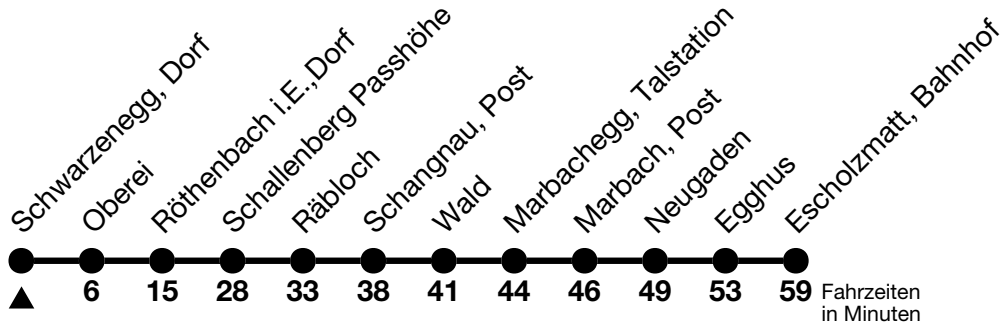 Schwarzenegg, Dorf
Oberei
Röthenbach i.E.,Dorf
Schallenberg Passhöhe
Räbloch
Schangnau, Post
Wald
Marbachegg, Talstation
Marbach, Post
Neugaden
Egghus
Escholzmatt, Bahnhof
6 15 28 33 38 41 44 46 49 53 59 Fahrzeiten
in Minuten